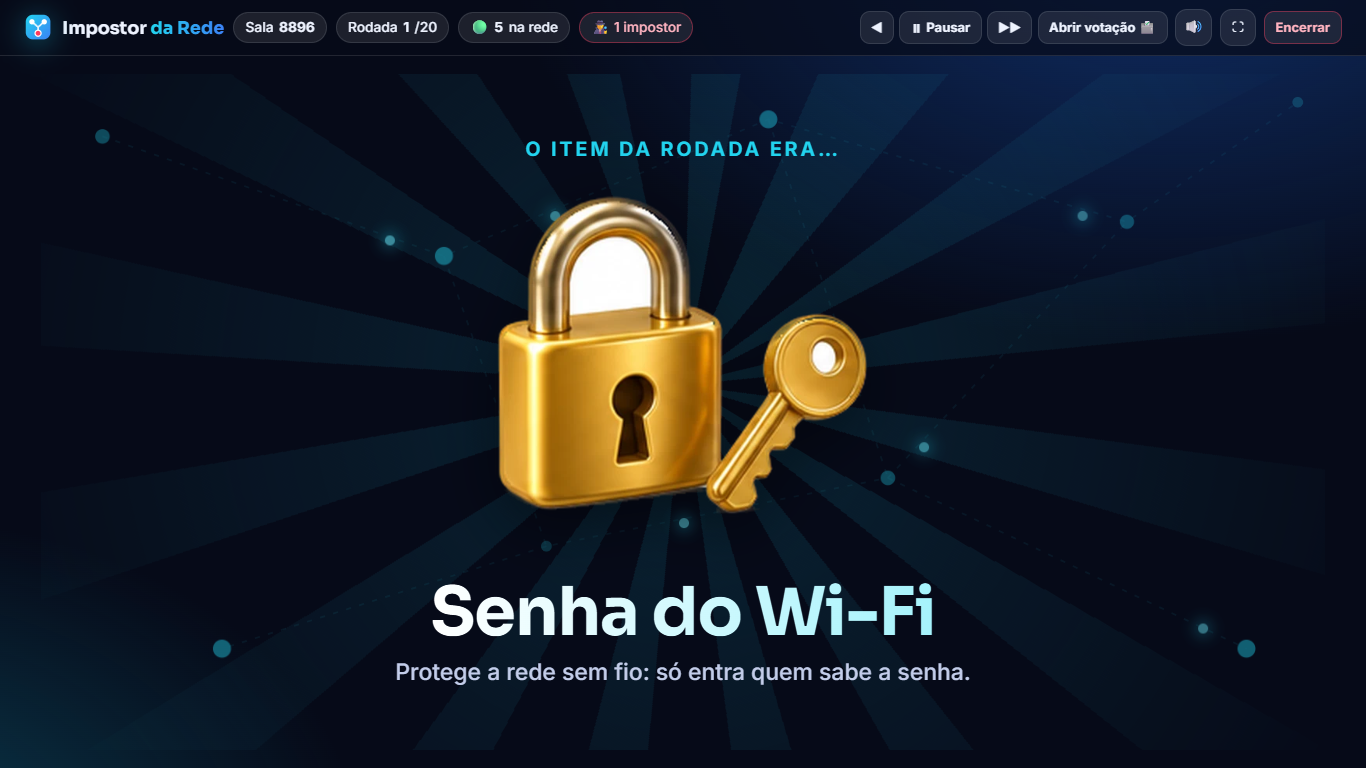 Impostor da Rede
Sala 8896
Rodada 1 /20
5 na rede
1 impostor
Pausar
Abrir votação
Encerrar
O ITEM DA RODADA ERA...
Senha do Wi-Fi
Protege a rede sem fio: só entra quem sabe a senha.